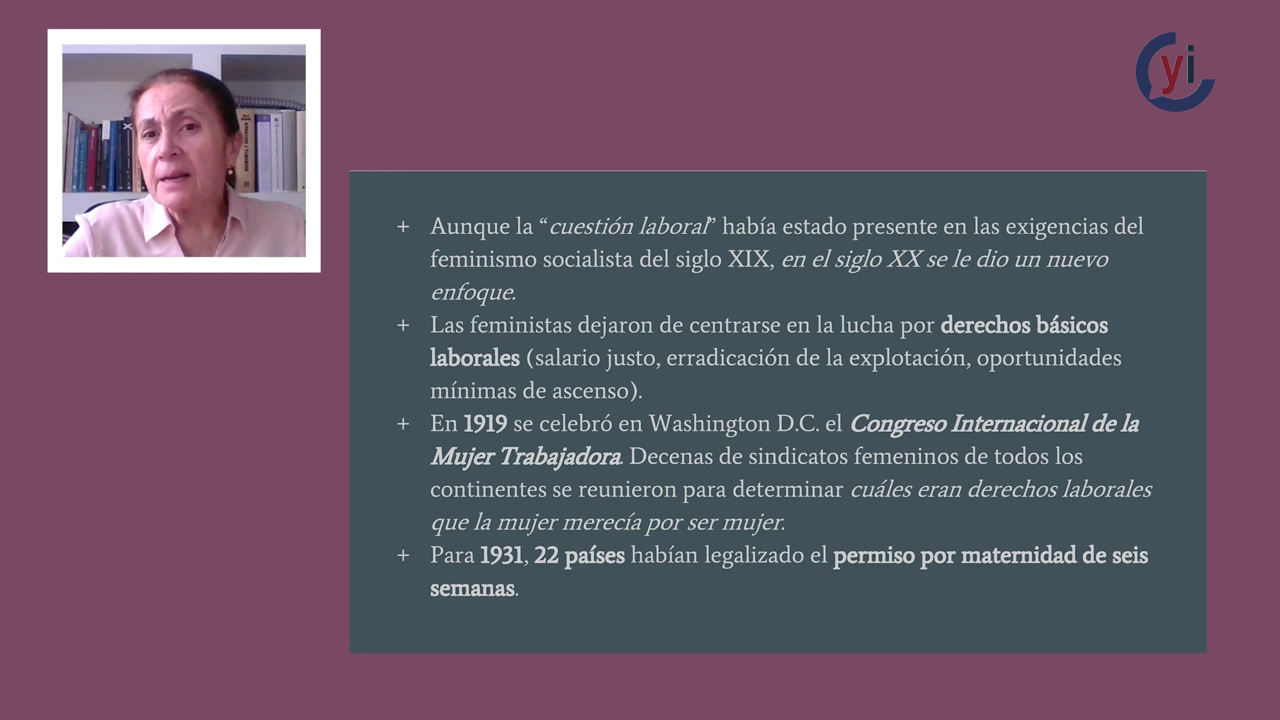 yi
+ Aunque la “cuestión laboral” había estado presente en las exigencias del
feminismo socialista del siglo XIX, en el siglo XX se le dio un nuevo
enfoque.
+ Las feministas dejaron de centrarse en la lucha por derechos básicos
laborales (salario justo, erradicación de la explotación, oportunidades
mínimas de ascenso).
+ En 1919 se celebró en Washington D.C. el Congreso Internacional de la
Mujer Trabajadora. Decenas de sindicatos femeninos de todos los
continentes se reunieron para determinar cuáles eran derechos laborales
que la mujer merecía por ser mujer.
+ Para 1931, 22 países habían legalizado el permiso por maternidad de seis
semanas.